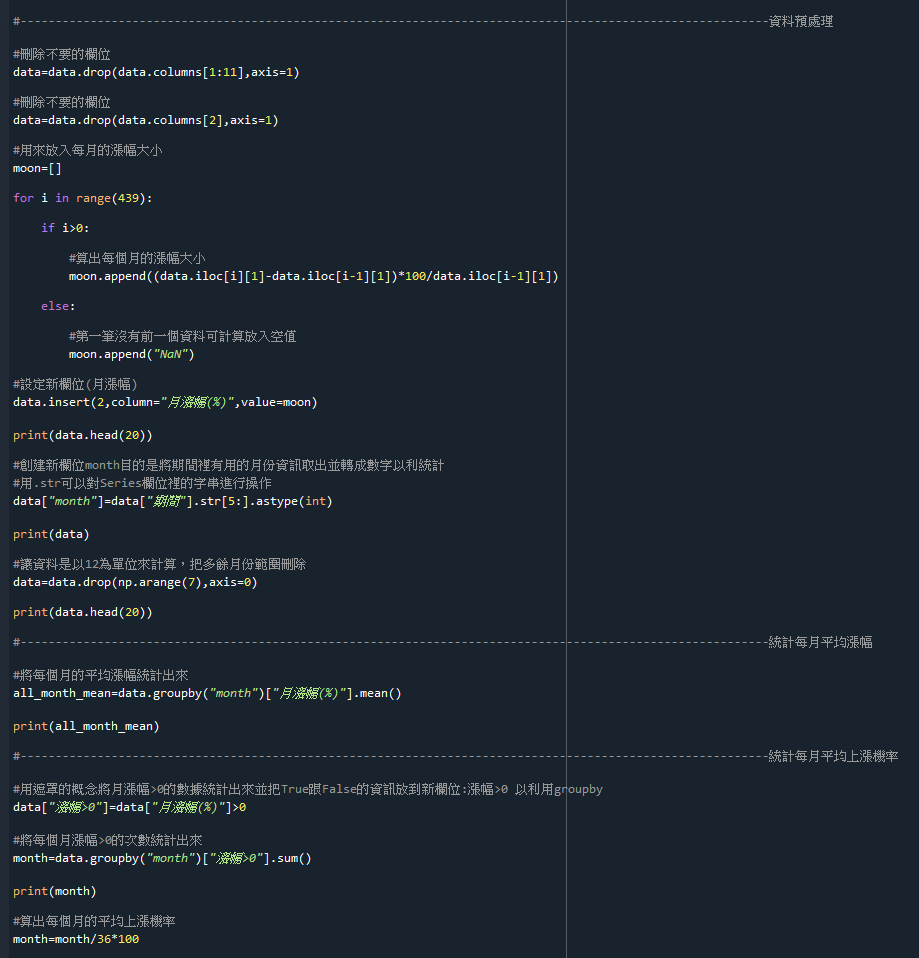 #-----------------------------------------------------------------------------------------------------------資料預處理
#刪除不要的欄位
data=data.drop(data.columns[1:11],axis=1)
#刪除不要的欄位
data=data.drop(data.columns[2],axis=1)
#用來放入每月的漲幅大小
moon=[]
for i in range(439):
    if i>0:
        #算出每個月的漲幅大小
        moon.append((data.iloc[i][1]-data.iloc[i-1][1])*100/data.iloc[i-1][1])
    else:
        #第一筆沒有前一個資料可計算放入空值
        moon.append("NaN")
#設定新欄位(月漲幅)
data.insert(2,column="月漲幅(%)",value=moon)
print(data.head(20))
#創建新欄位month目的是將期間裡有用的月份資訊取出並轉成數字以利統計
#用.str可以對Series欄位裡的字串進行操作
data["month"]=data["期間"].str[5:].astype(int)
print(data)
#讓資料是以12為單位來計算，把多餘月份範圍刪除
data=data.drop(np.arange(7),axis=0)
print(data.head(20))
#-----------------------------------------------------------------------------------------------------------統計每月平均漲幅
#將每個月的平均漲幅統計出來
all_month_mean=data.groupby("month")["月漲幅(%)"].mean()
print(all_month_mean)
#-----------------------------------------------------------------------------------------------------------統計每月平均上漲機率
#用遮罩的概念將月漲幅>0的數據統計出來並把True跟False的資訊放到新欄位:漲幅>0 以利用groupby
data["漲幅>0"]=data["月漲幅(%)"]>0
#將每個月漲幅>0的次數統計出來
month=data.groupby("month")["漲幅>0"].sum()
print(month)
#算出每個月的平均上漲機率
month=month/36*100